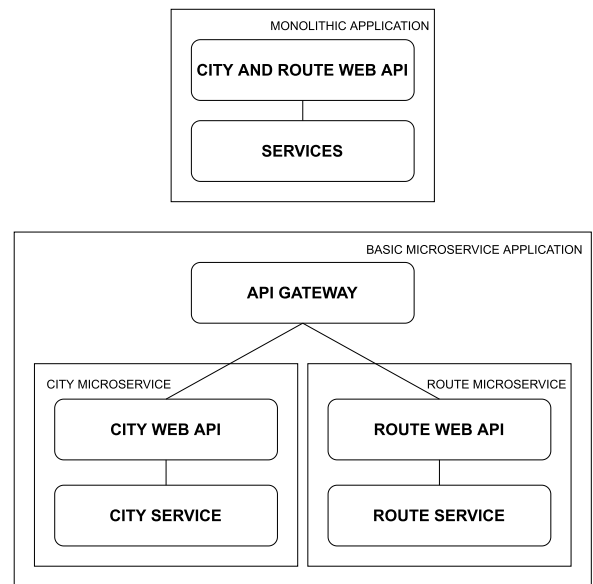 MONOLITHIC APPLICATION
CITY AND ROUTE WEB API
SERVICES
BASIC MICROSERVICE APPLICATION
API GATEWAY
CITY MICROSERVICE
ROUTE MICROSERVICE
CITY WEB API
ROUTE WEB API
CITY SERVICE
ROUTE SERVICE